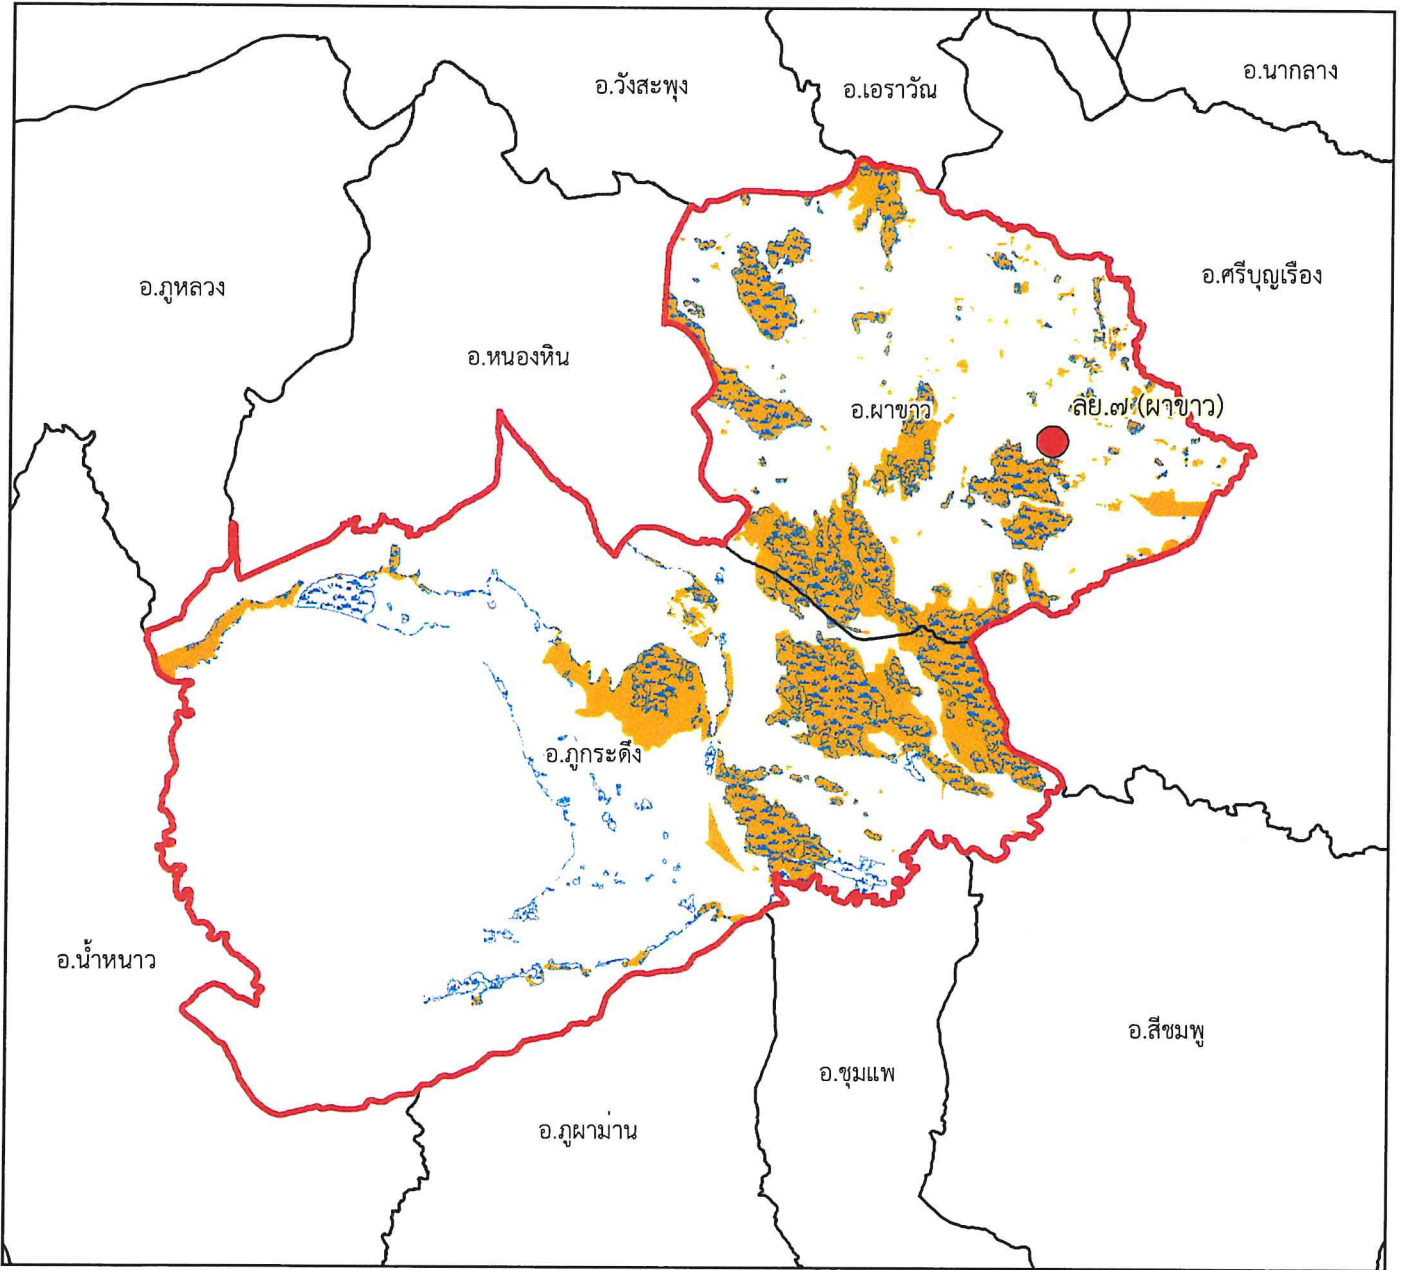 อ.นากลาง
อ.วังสะพุง
อ.เอราวัณ
อ.ศรีบุญเรือง
อ.ภูหลวง
อ.หนองหิน
อ.ผาขาว
ลย.๗ (ผาขาว)
อ.ภูกระดึง
อ.น้ำหนาว
อ.สีชมพู
อ.ชุมแพ
อ.ภูผาม่าน